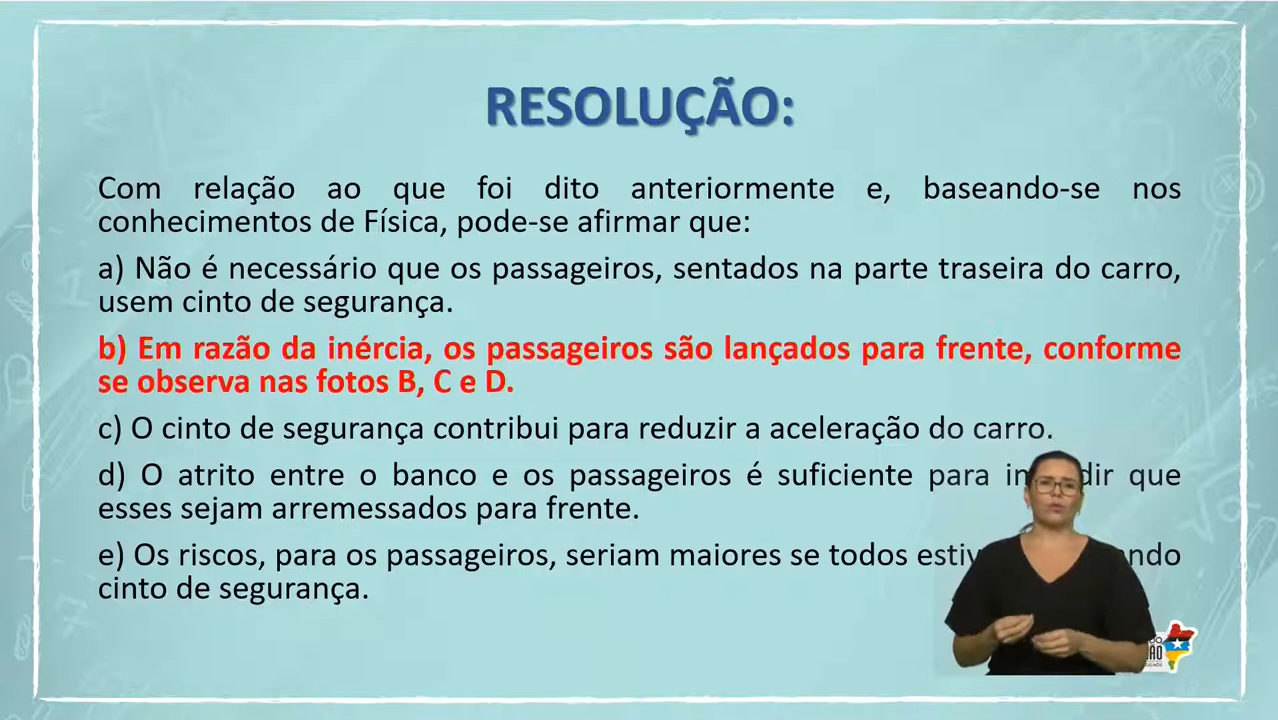 RESOLUÇÃO:
Com relação ao que foi dito anteriormente e, baseando-se nos
conhecimentos de Física, pode-se afirmar que:
a) Não é necessário que os passageiros, sentados na parte traseira do carro,
usem cinto de segurança.
b) Em razão da inércia, os passageiros são lançados para frente, conforme
se observa nas fotos B, C e D.
c) O cinto de segurança contribui para reduzir a aceleração do carro.
d) O atrito entre o banco e os passageiros é suficiente para que
esses sejam arremessados para frente.
e) Os riscos, para os passageiros, seriam maiores se todos
cinto de segurança.